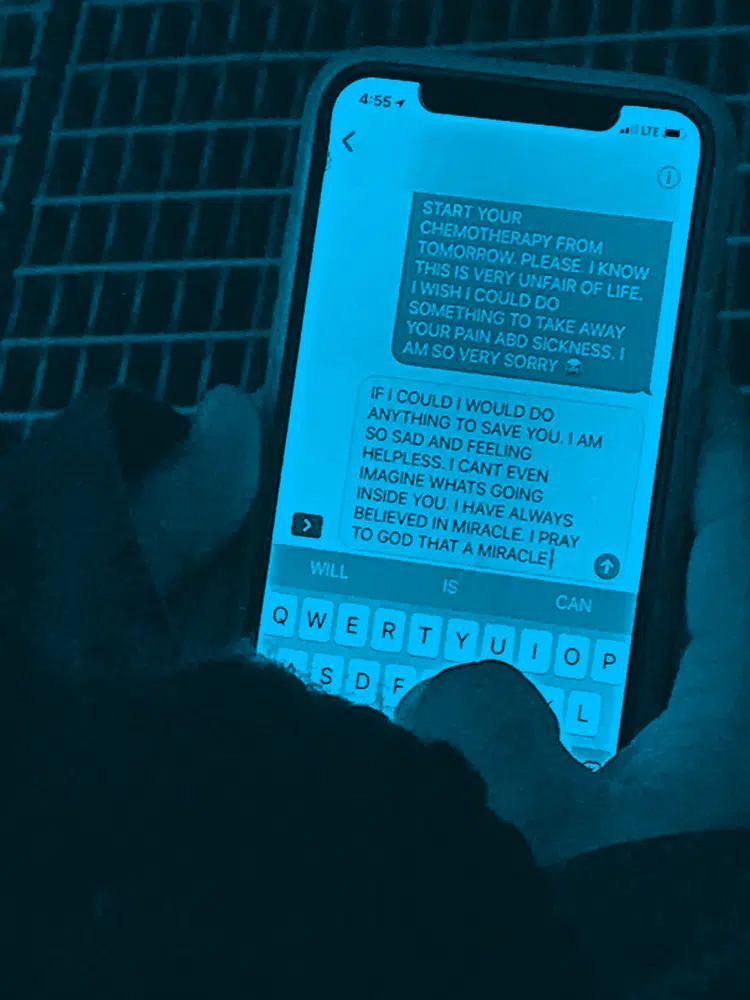 4:55
LTE
START YOUR
CHEMOTHERAPY FROM
TOMORROW. PLEASE. I KNOW
THIS IS VERY UNFAIR OF LIFE.
I WISH I COULD DO
SOMETHING TO TAKE AWAY
YOUR PAIN ABD SICKNESS. I
AM SO VERY SORRY
IF I COULD I WOULD DO
ANYTHING TO SAVE YOU. I AM
SO SAD AND FEELING
HELPLESS. I CANT EVEN
IMAGINE WHATS GOING
INSIDE YOU. I HAVE ALWAYS
BELIEVED IN MIRACLE. I PRAY
TO GOD THAT A MIRACLE
WILL IS CAN
Q W E R T Y U I O P
S D F L